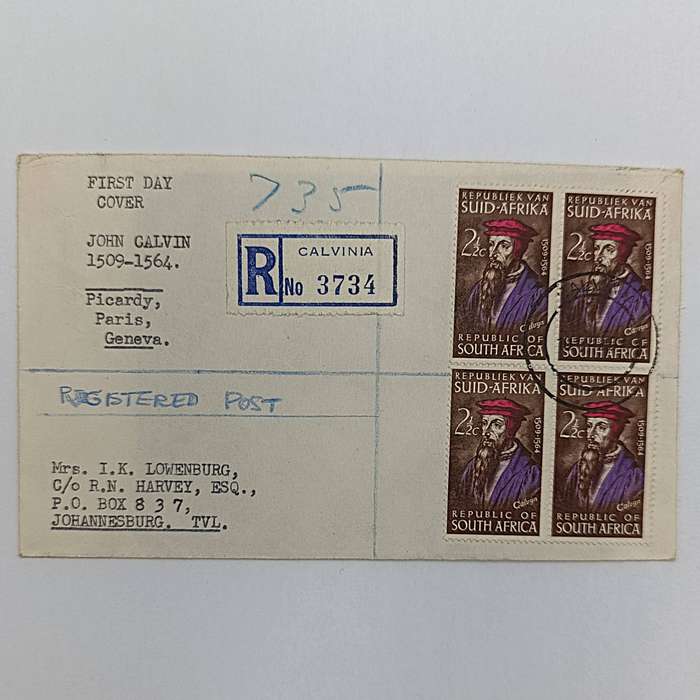 FIRST DAY
COVER
JOHN CALVIN
1509-1564.
Picardy,
Paris,
Geneva.
735
R
CALVINIA
No 3734
REGISTERED POST
Mrs. I.K. LOWENBURG,
C/o R.N. HARVEY, ESQ.,
P.O. BOX 8 3 7,
JOHANNESBURG. TVL.
REPUBLIEK VAN
SUID-AFRIKA
2½c
1509-1564
Calvyn
REPUBLIC OF
SOUTH AFRICA
REPUBLIEK VAN
SUID-AFRIKA
2½c
1509-1564
Calvyn
REPUBLIC OF
SOUTH AFRICA
REPUBLIEK VAN
SUID-AFRIKA
2½c
1509-1564
Calvyn
REPUBLIC OF
SOUTH AFRICA
REPUBLIEK VAN
SUID-AFRIKA
2½c
1509-1564
Calvyn
REPUBLIC OF
SOUTH AFRICA